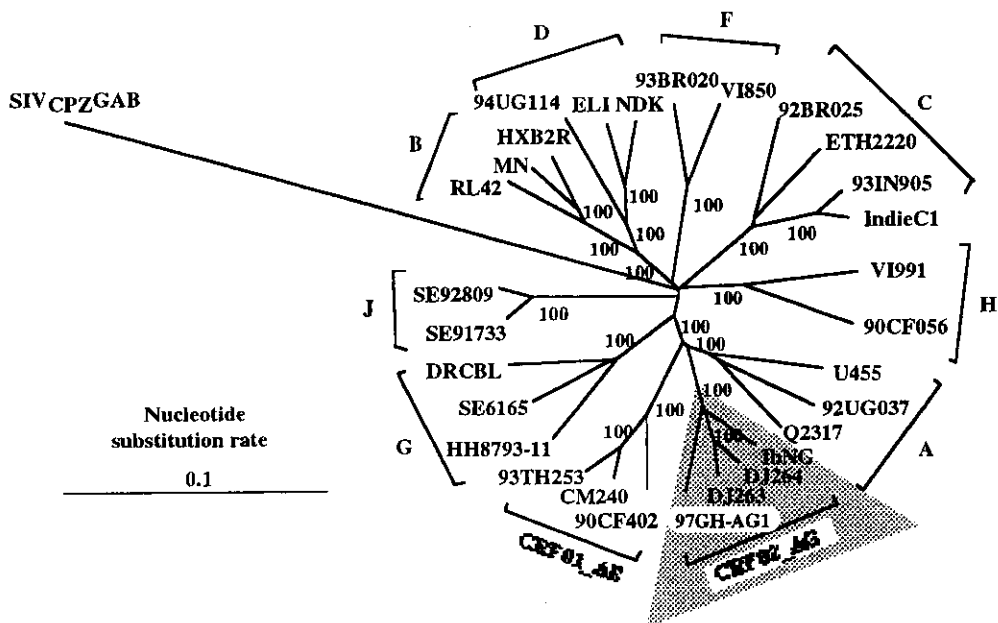 D
F
SIVCPZGAB
93BR020
VI850
C
94UG114
ELI
NDK
92BR025
B
HXB2R
ETH2220
MN
93IN905
RL42
IndieC1
100
100
100
100
100
100
100
100
VI991
H
SE92809
100
J
100
SE91733
100
100
100
90CF056
DRCBL
U455
SE6165
100
100
92UG037
Nucleotide
substitution rate
G
HH8793-11
100
100
Q2317
A
IbNG
93TH253
DJ264
0.1
CM240
DJ263
90CF402
97GH-AG1
CRF01_AE
CRF02_AG